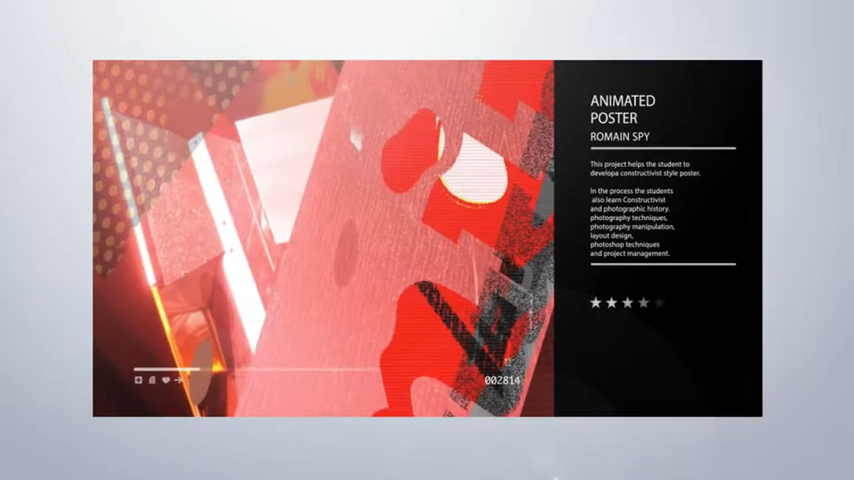 ANIMATED
POSTER
ROMAIN SPY
This project helps the student to
developa constructivist style poster.
In the process the students
also learn Constructivist
and photographic history.
photography techniques,
photography manipulation,
layout design,
photoshop techniques
and project management.
002814